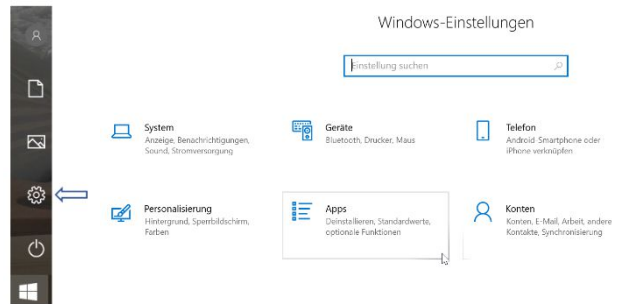 Windows-Einstellungen
Einstellung suchen
System
Anzeige, Benachrichtigungen,
Sound, Stromversorgung
Geräte
Bluetooth, Drucker, Maus
Telefon
Android-Smartphone oder
iPhone verknüpfen
Personalisierung
Hintergrund, Sperrbildschirm,
Farben
Apps
Deinstallieren, Standardwerte,
optionale Funktionen
Konten
Konten, E-Mail, Arbeit, andere
Kontakte, Synchronisierung